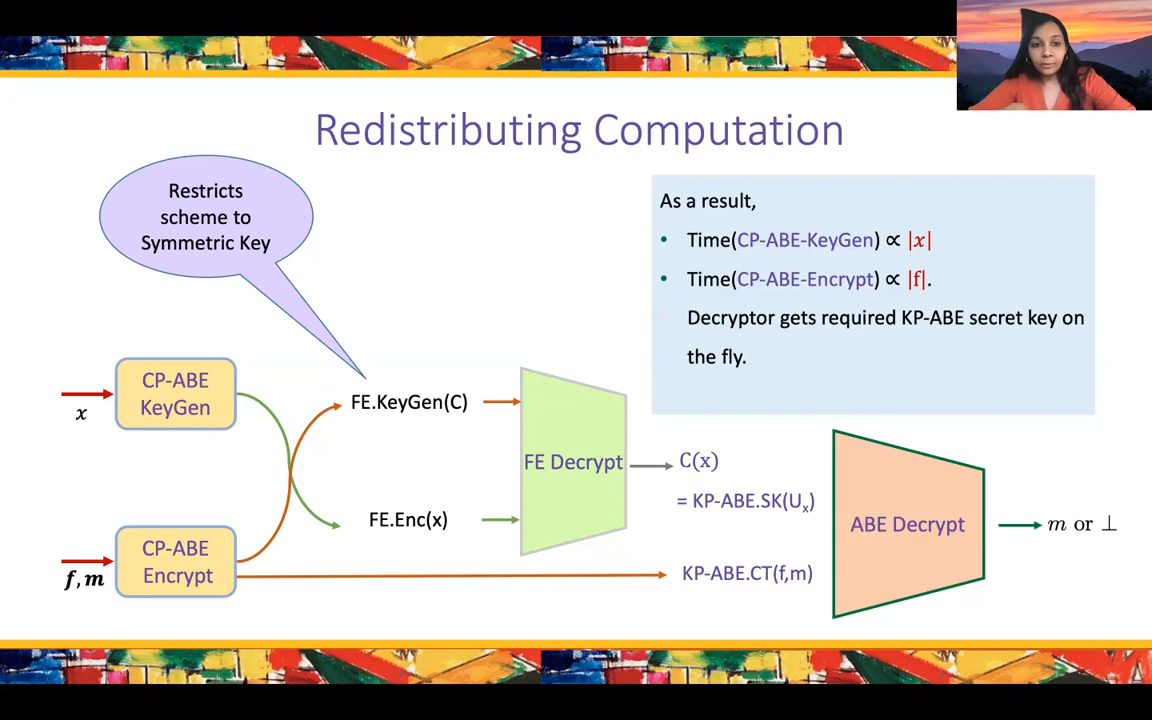 Redistributing Computation
Restricts
scheme to
Symmetric Key
As a result,
• Time(CP-ABE-KeyGen) ∝ |x|
• Time(CP-ABE-Encrypt) ∝ |f|.
Decryptor gets required KP-ABE secret key on
the fly.
CP-ABE
KeyGen
x
FE.KeyGen(C)
FE Decrypt
C(x)
= KP-ABE.SK(Uₓ)
FE.Enc(x)
ABE Decrypt
m or ⊥
CP-ABE
Encrypt
f, m
KP-ABE.CT(f,m)